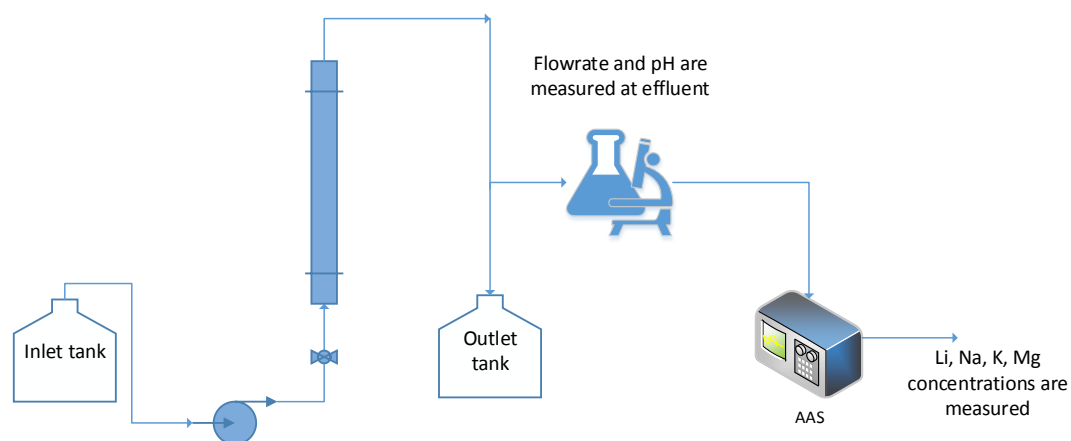 Flowrate and pH are
measured at effluent
Inlet tank
Outlet
tank
AAS
Li, Na, K, Mg
concentrations are
measured